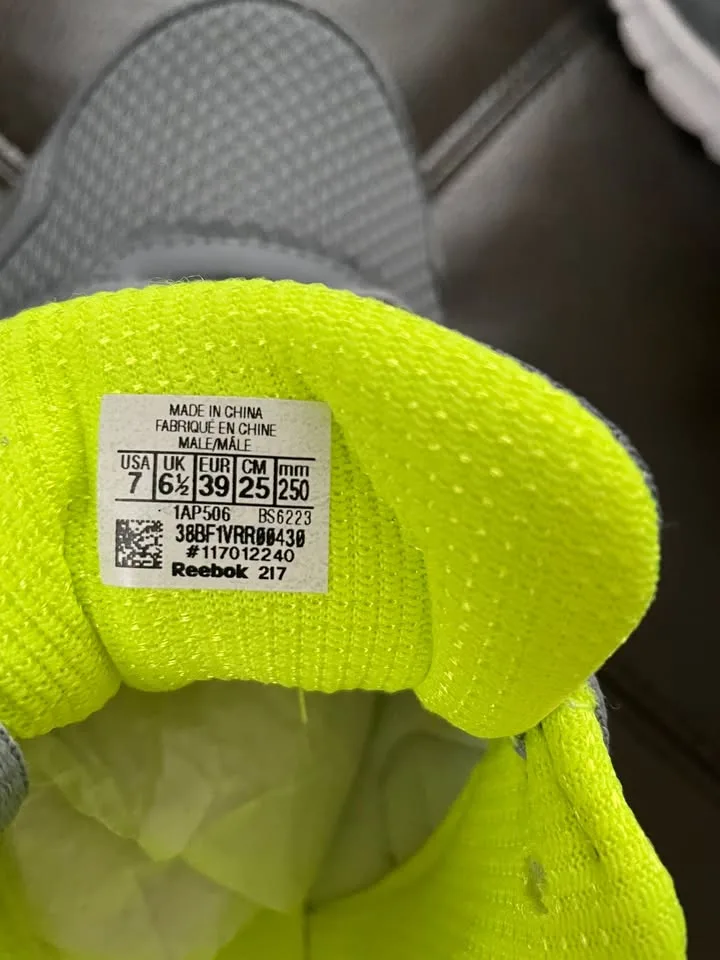 MADE IN CHINA
FABRIQUÉ EN CHINE
MALE/MÂLE
USA UK EUR CM mm
7 6½ 39 25 250
1AP506 BS6223
38BF1VRR00430
#117012240
Reebok 217